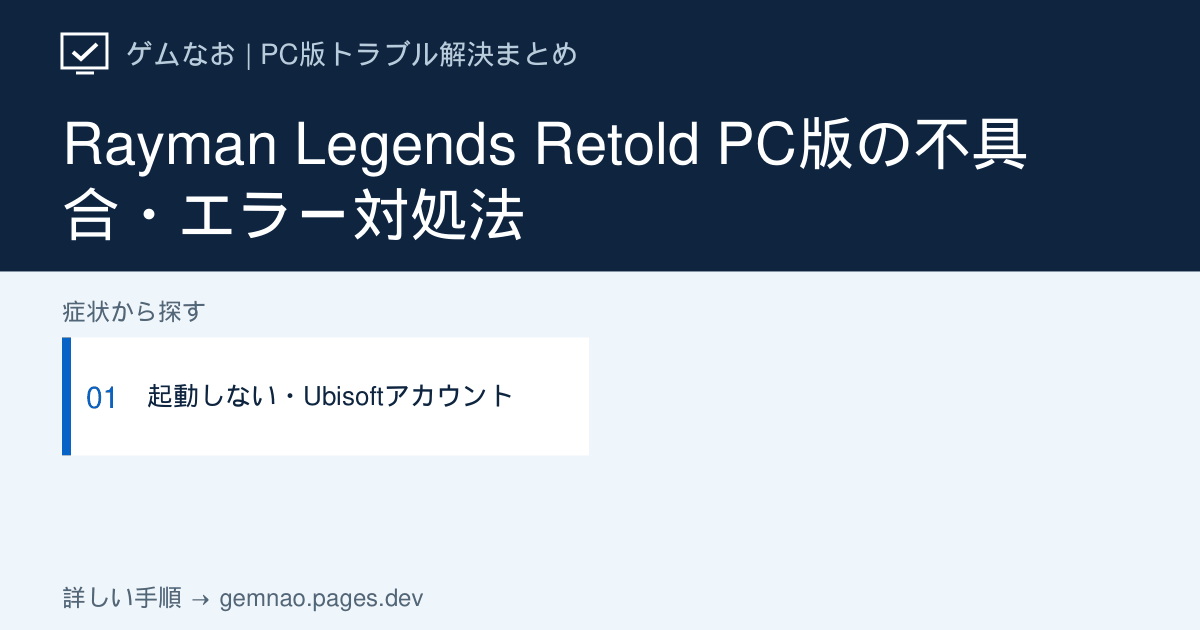 ゲムなお | PC版トラブル解決まとめ
Rayman Legends Retold PC版の不具
合・エラー対処法
症状から探す
01 起動しない・Ubisoftアカウント
詳しい手順 → gemnao.pages.dev